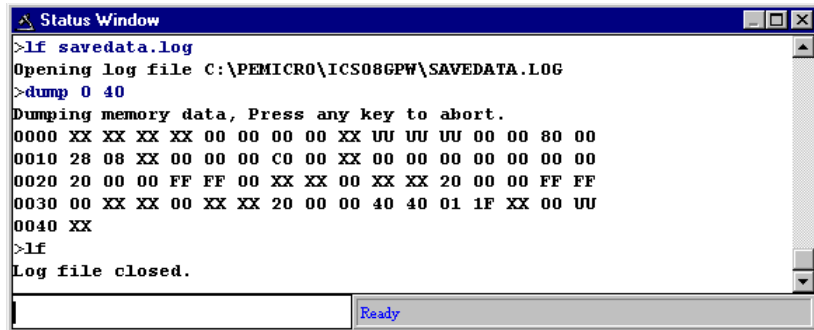 Status Window
>lf savedata.log
Opening log file C:\PEMICRO\ICS08GPW\SAVEDATA.LOG
>dump 0 40
Dumping memory data, Press any key to abort.
0000 XX XX XX XX 00 00 00 00 XX UU UU UU 00 00 80 00
0010 28 08 XX 00 00 00 C0 00 XX 00 00 00 00 00 00 00
0020 20 00 00 FF FF 00 XX XX 00 XX XX 20 00 00 FF FF
0030 00 XX XX 00 XX XX 20 00 00 40 40 01 1F XX 00 UU
0040 XX
>lf
Log file closed.
Ready